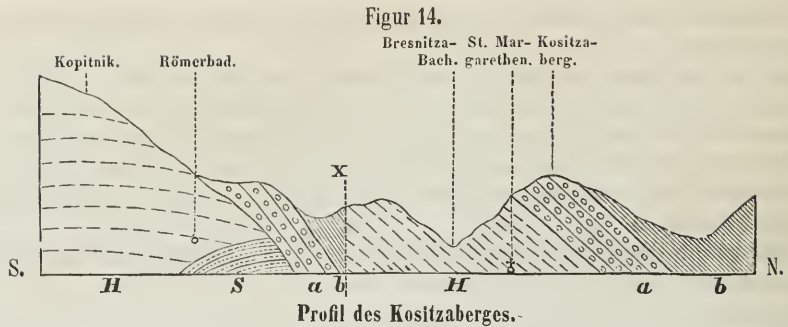 Figur 14.
Bresnitza- St. Mar- Kositza-
Kopitnik. Römerbad. Bach. garethen. berg.
X
S. N.
H S a b H a b
Profil des Kositzaberges.